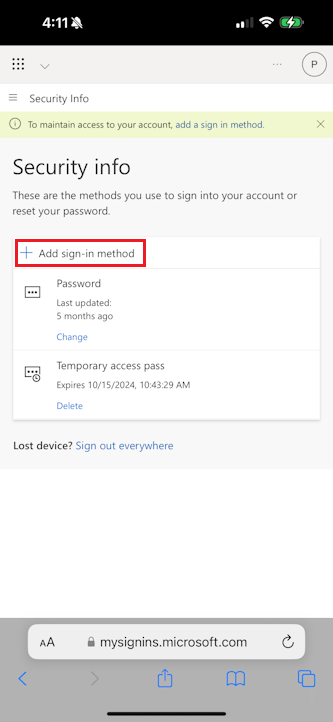 4:11
P
Security Info
To maintain access to your account, add a sign in method.
Security info
These are the methods you use to sign into your account or
reset your password.
+ Add sign-in method
Password
Last updated:
5 months ago
Change
Temporary access pass
Expires 10/15/2024, 10:43:29 AM
Delete
Lost device? Sign out everywhere
AA mysignins.microsoft.com